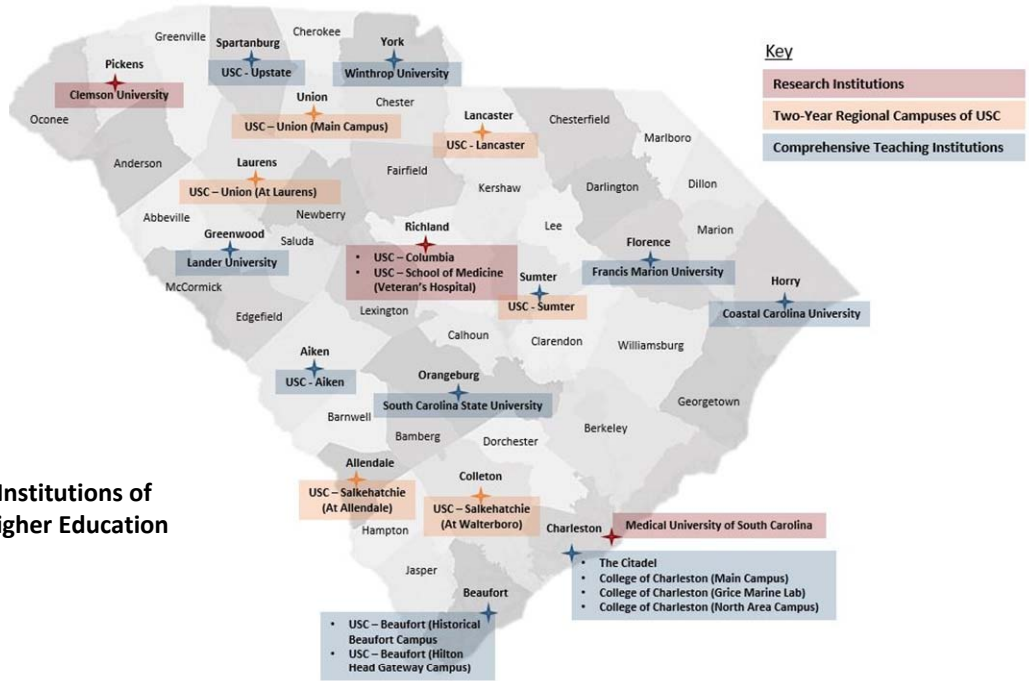 Greenville
Spartanburg
Cherokee
York
Pickens
USC - Upstate
Winthrop University
Clemson University
Oconee
Union
Chester
USC – Union (Main Campus)
Lancaster
USC - Lancaster
Chesterfield
Marlboro
Anderson
Laurens
USC – Union (At Laurens)
Fairfield
Kershaw
Darlington
Dillon
Abbeville
Newberry
Greenwood
Lander University
Saluda
Richland
• USC – Columbia
• USC – School of Medicine
(Veteran's Hospital)
Lee
Florence
Francis Marion University
Marion
McCormick
Sumter
USC - Sumter
Horry
Coastal Carolina University
Edgefield
Lexington
Calhoun
Clarendon
Williamsburg
Aiken
USC - Aiken
Orangeburg
South Carolina State University
Georgetown
Barnwell
Bamberg
Dorchester
Berkeley
Allendale
USC – Salkehatchie
(At Allendale)
Colleton
USC – Salkehatchie
(At Walterboro)
Hampton
Charleston
Medical University of South Carolina
• The Citadel
• College of Charleston (Main Campus)
• College of Charleston (Grice Marine Lab)
• College of Charleston (North Area Campus)
Jasper
Beaufort
• USC – Beaufort (Historical
Beaufort Campus
• USC – Beaufort (Hilton
Head Gateway Campus)
Key
Research Institutions
Two-Year Regional Campuses of USC
Comprehensive Teaching Institutions
Institutions of
igher Education